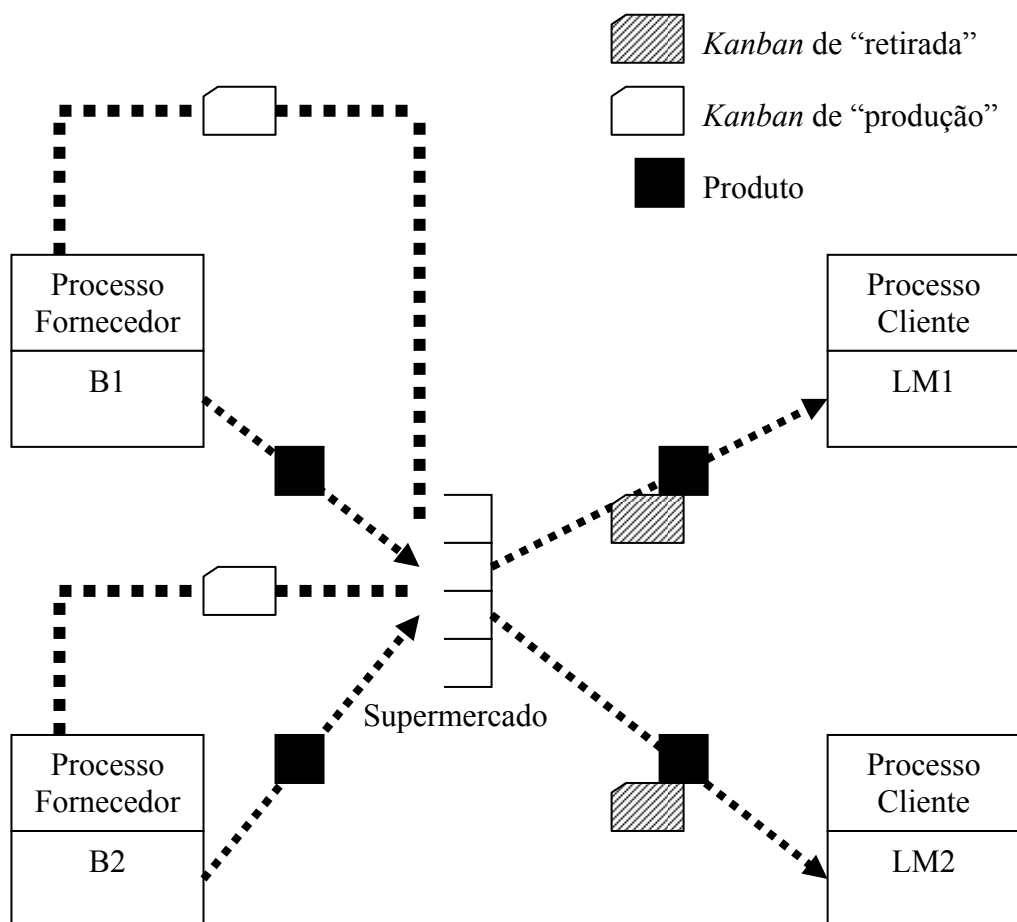 Kanban de “retirada”
Kanban de “produção”
Produto
Processo
Fornecedor
B1
Processo
Cliente
LM1
Supermercado
Processo
Fornecedor
B2
Processo
Cliente
LM2